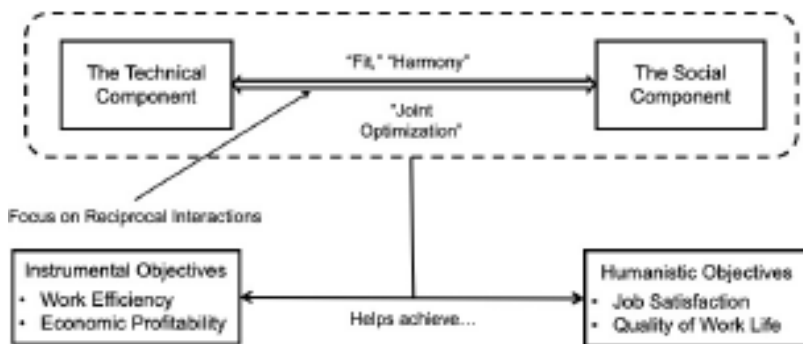 "Fit," "Harmony"
The Technical
Component
The Social
Component
"Joint
Optimization"
Focus on Reciprocal Interactions
Instrumental Objectives
• Work Efficiency
• Economic Profitability
Humanistic Objectives
• Job Satisfaction
• Quality of Work Life
Helps achieve...